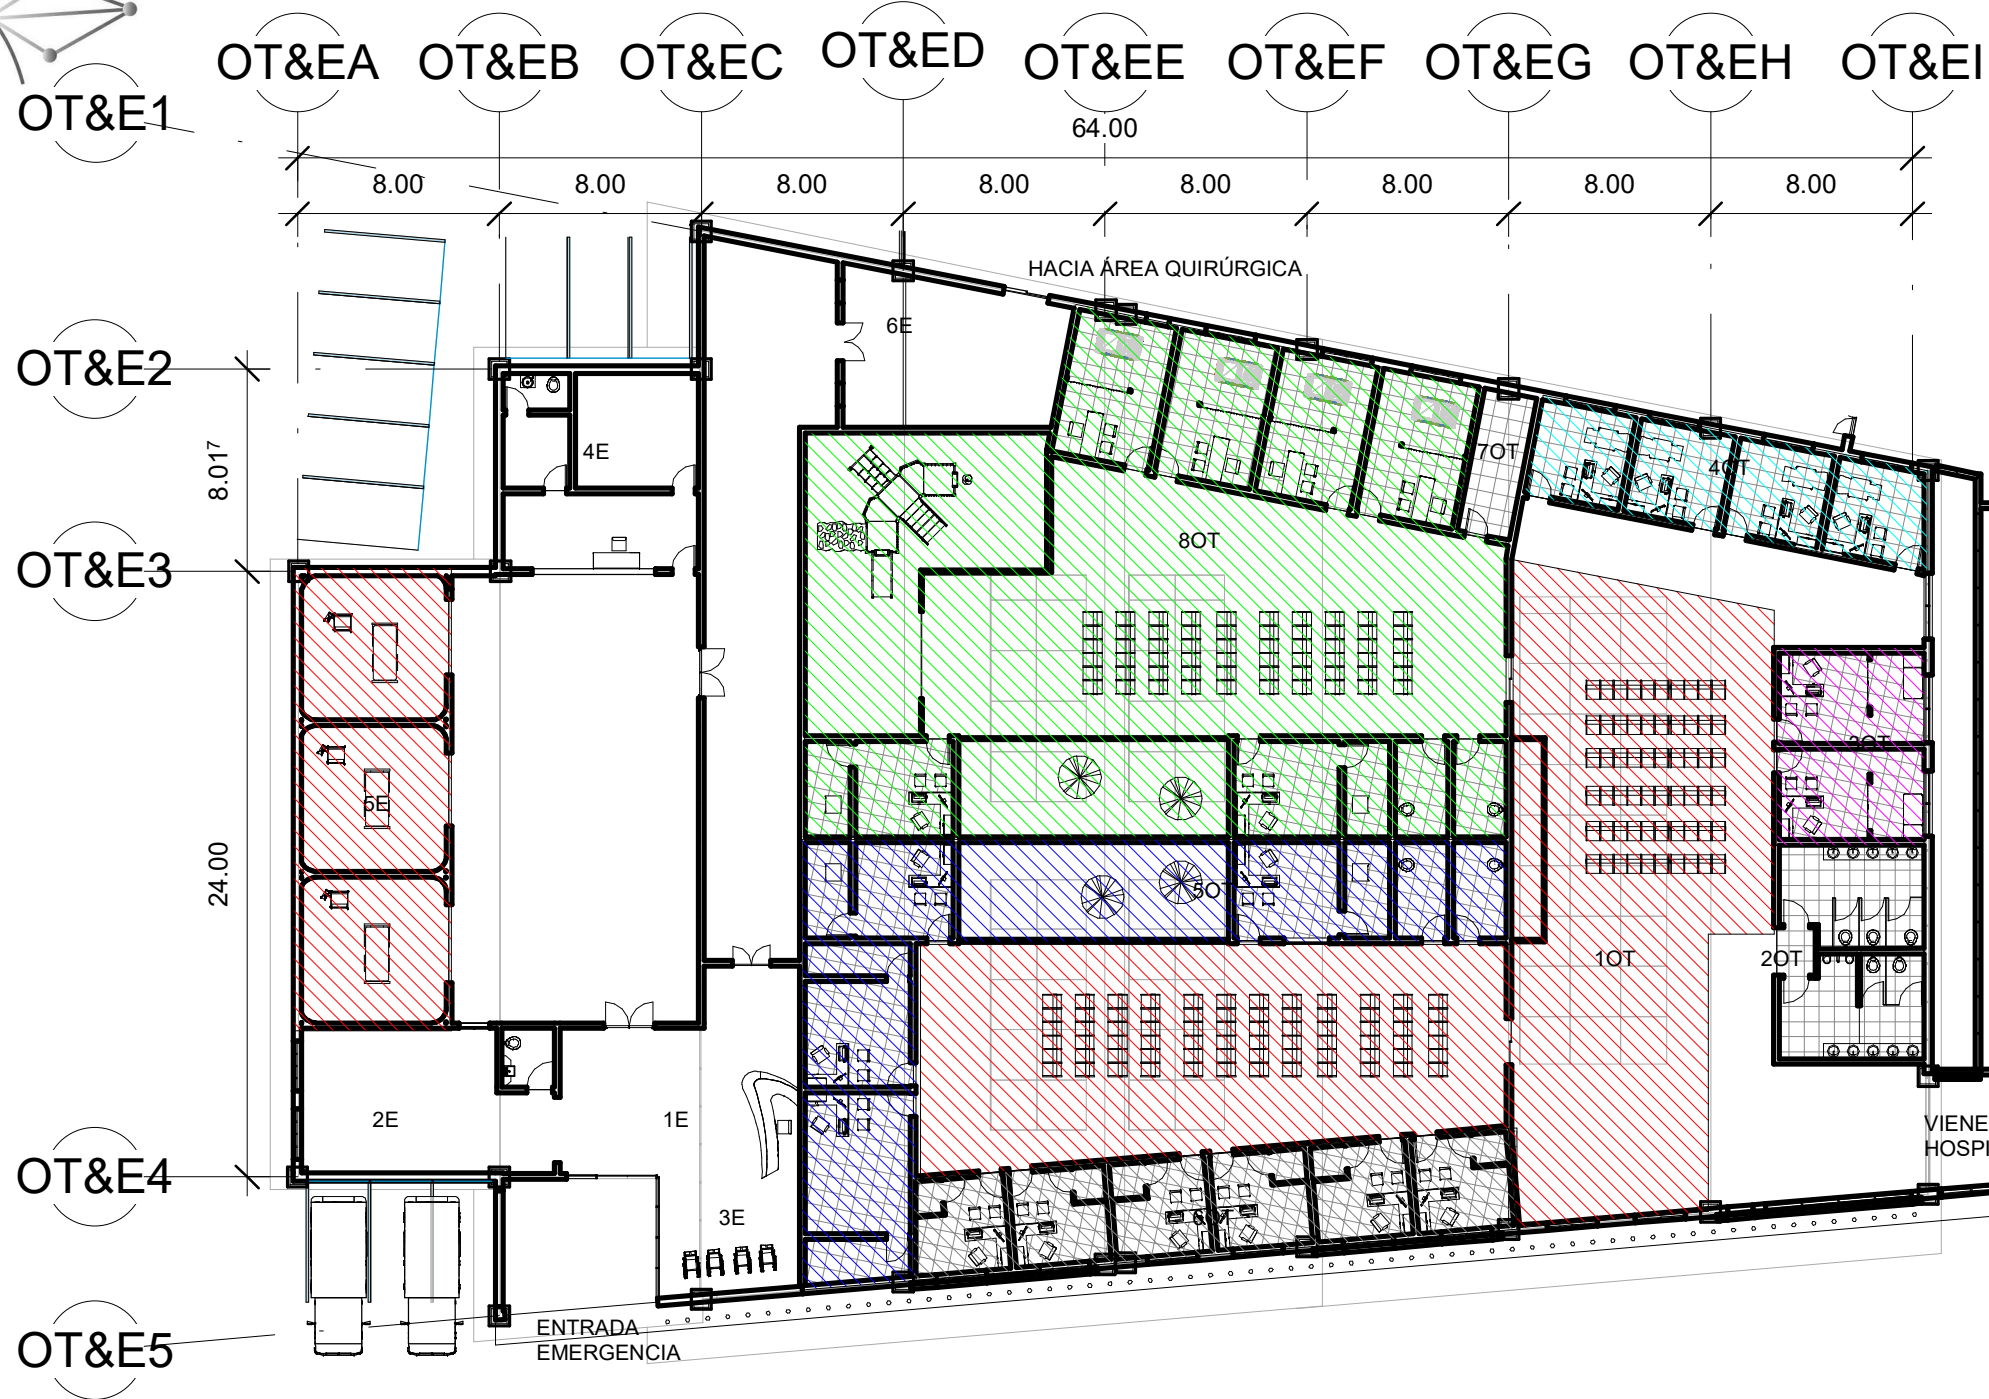 OT&EA OT&EB OT&EC OT&ED OT&EE OT&EF OT&EG OT&EH OT&EI
OT&E1
64.00
8.00 8.00 8.00 8.00 8.00 8.00 8.00 8.00
HACIA ÁREA QUIRÚRGICA
6E
OT&E2
4E
7OT
4OT
8.017
8OT
OT&E3
3OT
5E
24.00
5OT
1OT
2OT
2E
1E
VIENE
HOSPI
OT&E4
3E
ENTRADA
EMERGENCIA
OT&E5